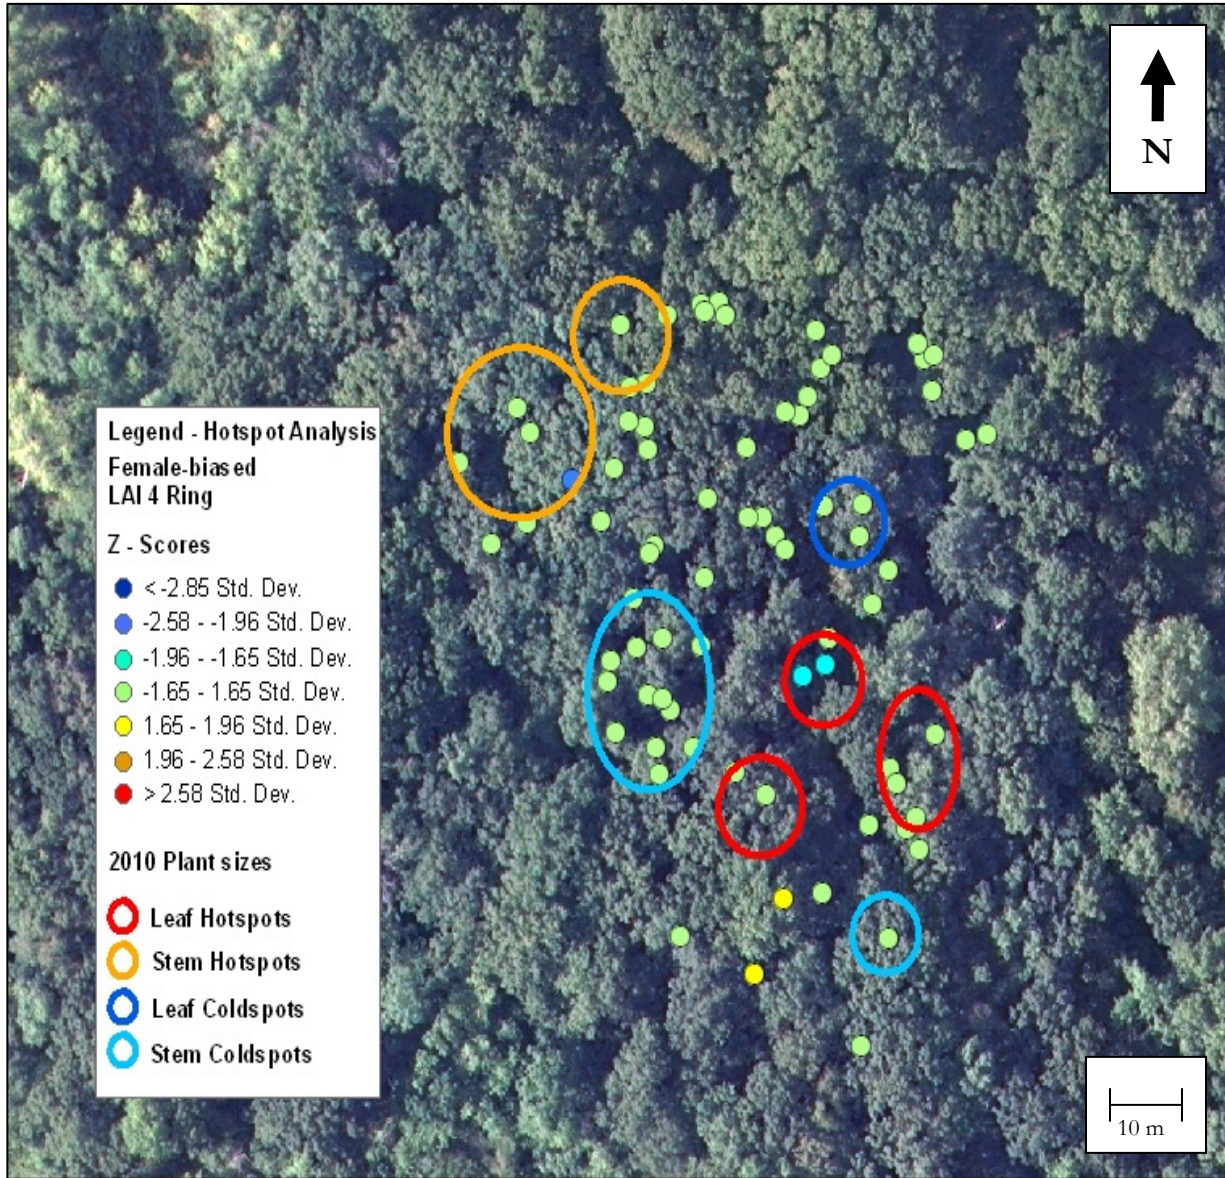 N
Legend - Hotspot Analysis
Female-biased
LAI 4 Ring
Z - Scores
< -2.85 Std. Dev.
-2.58 - -1.96 Std. Dev.
-1.96 - -1.65 Std. Dev.
-1.65 - 1.65 Std. Dev.
1.65 - 1.96 Std. Dev.
1.96 - 2.58 Std. Dev.
> 2.58 Std. Dev.
2010 Plant sizes
Leaf Hotspots
Stem Hotspots
Leaf Coldspots
Stem Coldspots
10 m